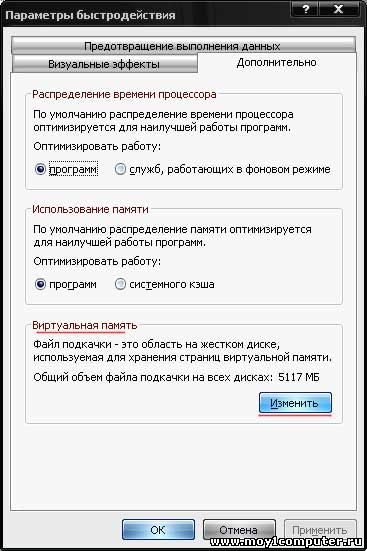 Параметры быстродействия
Предотвращение выполнения данных
Визуальные эффекты
Дополнительно
Распределение времени процессора
По умолчанию распределение времени процессора
оптимизируется для наилучшей работы программ.
Оптимизировать работу:
программ
служб, работающих в фоновом режиме
Использование памяти
По умолчанию распределение памяти оптимизируется
для наилучшей работы программ.
Оптимизировать работу:
программ
системного кэша
Виртуальная память
Файл подкачки - это область на жестком диске,
используемая для хранения страниц виртуальной памяти.
Общий объем файла подкачки на всех дисках: 5117 МБ
Изменить
ОК
Отмена
Применить
www.moy1computer.ru